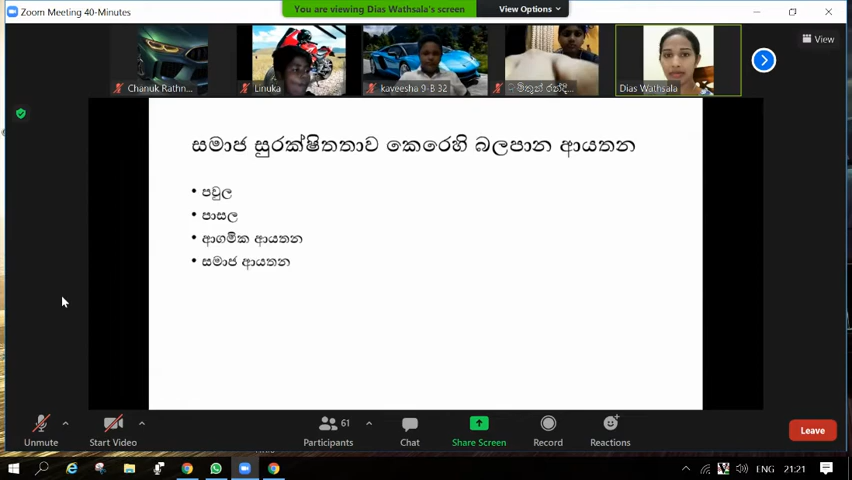 Zoom Meeting 40-Minutes
You are viewing Dias Wathsala's screen
View Options
View
Chanuk Rathn...
Linuka
kaveesha 9-B 32
මිතුන් රන්දි...
Dias Wathsala
සමාජ සුරක්ෂිතතාව කෙරෙහි බලපාන ආයතන
• පවුල
• පාසල
• ආගමික ආයතන
• සමාජ ආයතන
Unmute
Start Video
61
Participants
Chat
Share Screen
Record
Reactions
Leave
ENG
21:21